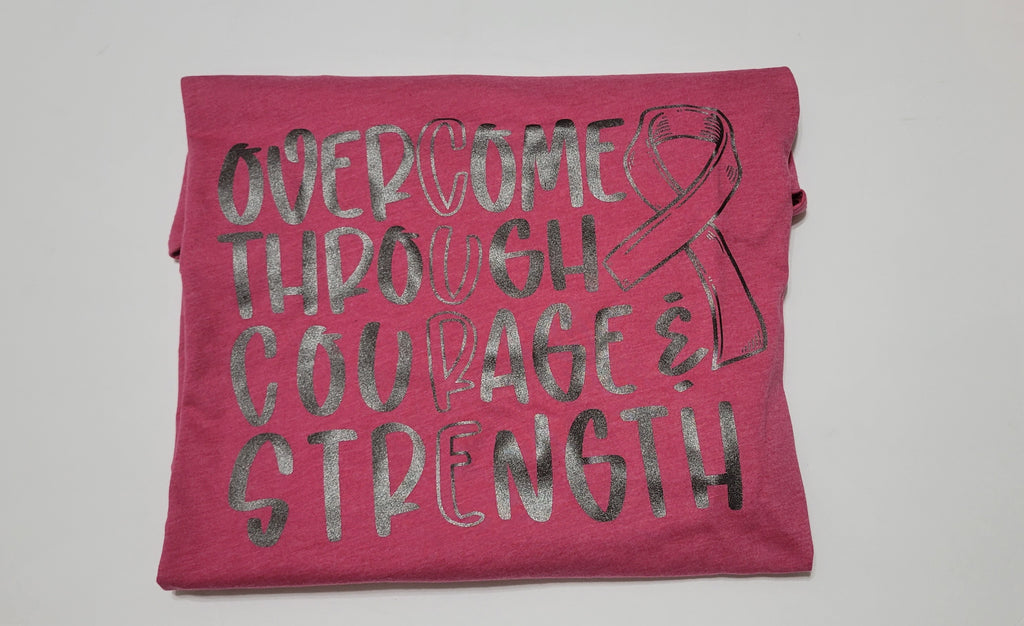 OVERCOME
THROUGH
COURAGE &
STRENGTH